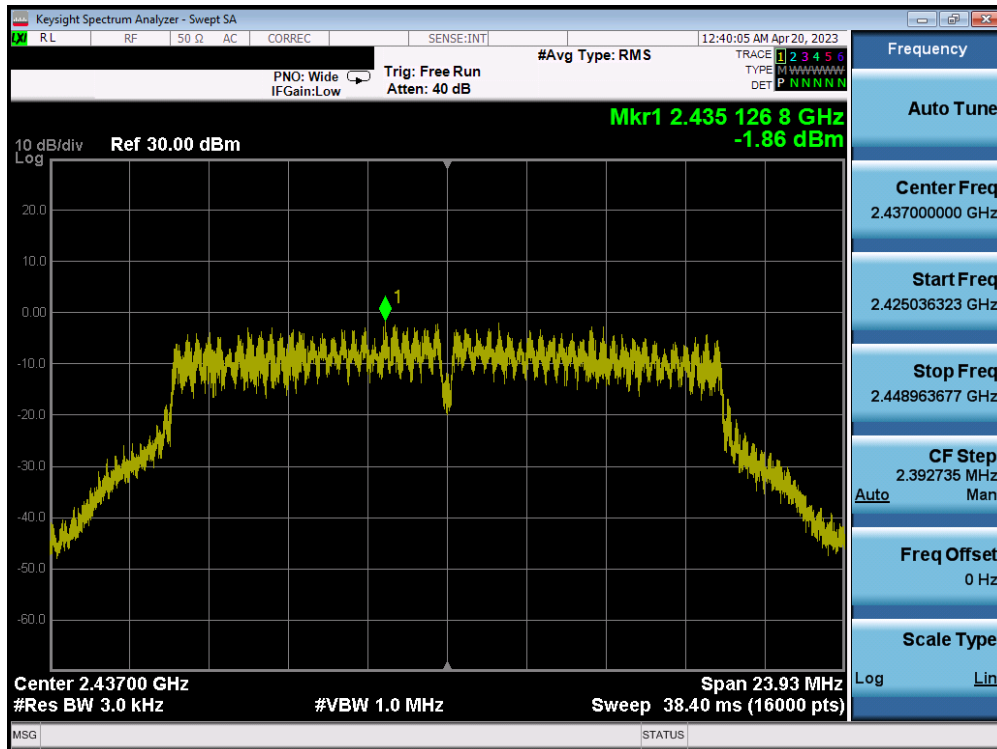 Keysight Spectrum Analyzer - Swept SA
LXI RL RF 50 Ω AC CORREC SENSE:INT 12:40:05 AM Apr 20, 2023
PNO: Wide Trig: Free Run #Avg Type: RMS TRACE 1 2 3 4 5 6
IFGain:Low Atten: 40 dB TYPE M WWWWW
DET P N N N N N
Frequency
Mkr1 2.435 126 8 GHz
-1.86 dBm
10 dB/div Ref 30.00 dBm
Log
20.0
10.0
0.00
-10.0
-20.0
-30.0
-40.0
-50.0
-60.0
1
Center 2.43700 GHz Span 23.93 MHz
#Res BW 3.0 kHz #VBW 1.0 MHz Sweep 38.40 ms (16000 pts)
Auto Tune
Center Freq
2.437000000 GHz
Start Freq
2.425036323 GHz
Stop Freq
2.448963677 GHz
CF Step
2.392735 MHz
Auto Man
Freq Offset
0 Hz
Scale Type
Log Lin
MSG STATUS